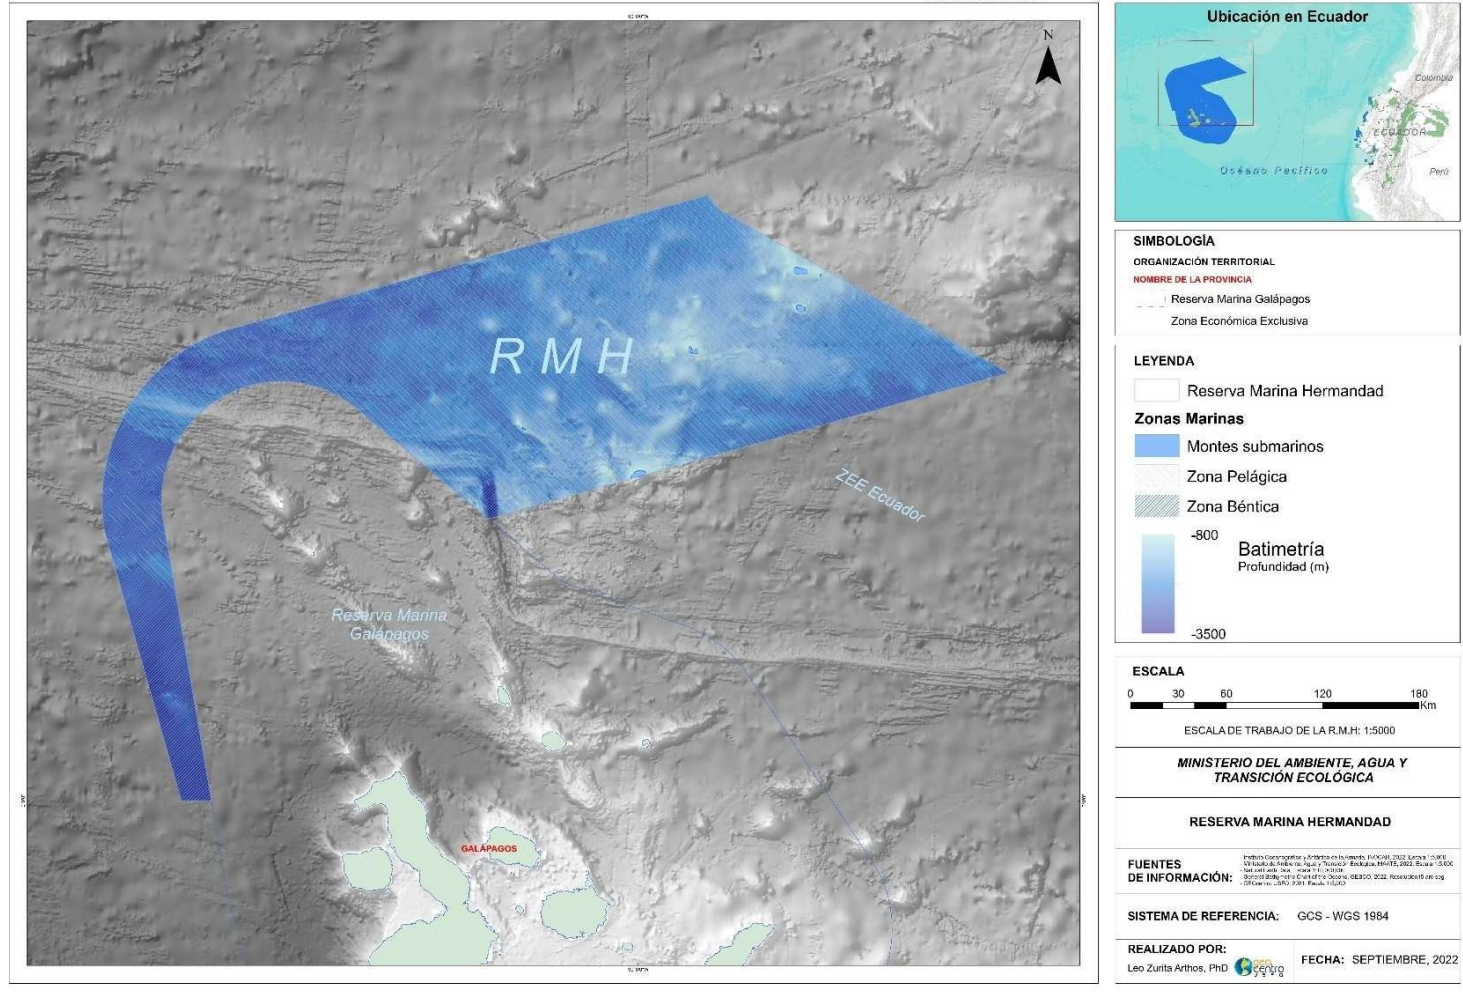 N
RMH
ZEE Ecuador
Reserva Marina
Galápagos
GALÁPAGOS
Ubicación en Ecuador
Colombia
ECUADOR
Océano Pacífico
Perú
SIMBOLOGÍA
ORGANIZACIÓN TERRITORIAL
NOMBRE DE LA PROVINCIA
Reserva Marina Galápagos
Zona Económica Exclusiva
LEYENDA
Reserva Marina Hermandad
Zonas Marinas
Montes submarinos
Zona Pelágica
Zona Béntica
-800
Batimetría
Profundidad (m)
-3500
ESCALA
0 30 60 120 180
Km
ESCALA DE TRABAJO DE LA R.M.H: 1:5000
MINISTERIO DEL AMBIENTE, AGUA Y
TRANSICIÓN ECOLÓGICA
RESERVA MARINA HERMANDAD
FUENTES
DE INFORMACIÓN:
SISTEMA DE REFERENCIA: GCS - WGS 1984
REALIZADO POR:
Leo Zurita Arthos, PhD
geo
centro
FECHA: SEPTIEMBRE, 2022